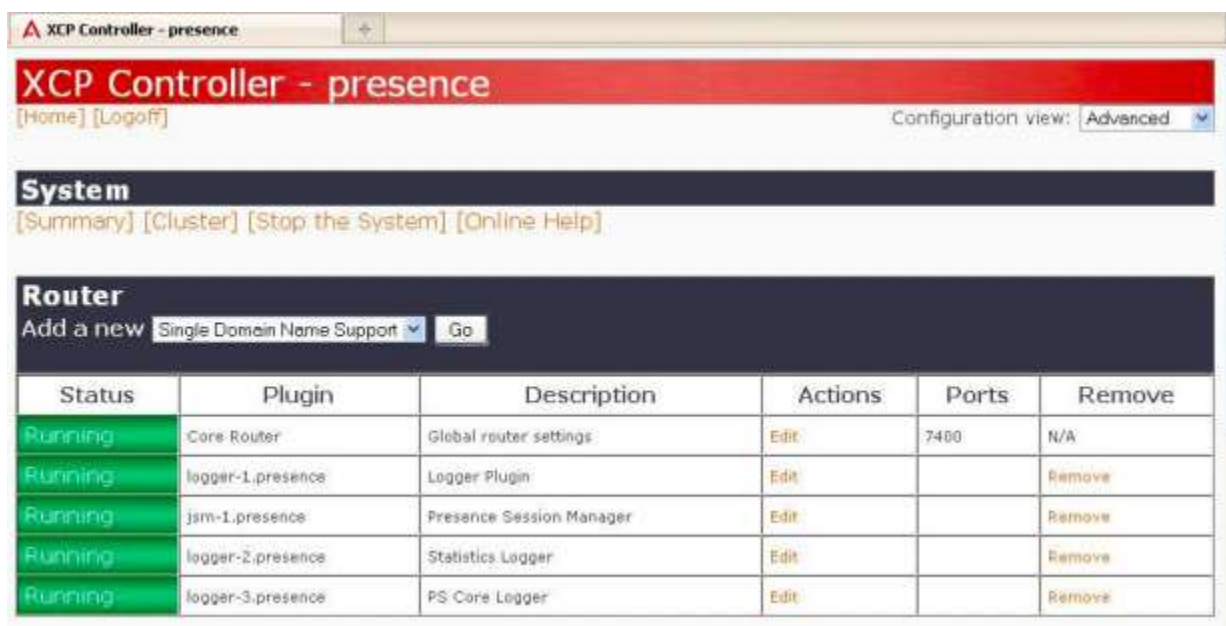 XCP Controller - presence
XCP Controller - presence
[Home] [Logoff] Configuration view: Advanced
System
[Summary] [Cluster] [Stop the System] [Online Help]
Router
Add a new Single Domain Name Support Go
Status Plugin Description Actions Ports Remove
Running Core Router Global router settings Edit 7400 N/A
Running logger-1.presence Logger Plugin Edit Remove
Running jsm-1.presence Presence Session Manager Edit Remove
Running logger-2.presence Statistics Logger Edit Remove
Running logger-3.presence PS Core Logger Edit Remove